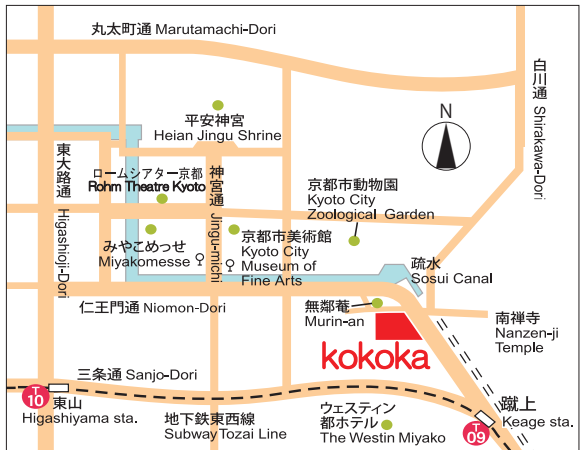 丸太町通 Marutamachi-Dori
白川通 Shirakawa-Dori
平安神宮
Heian Jingu Shrine
N
東大路通 Higashioji-Dori
ロームシアター京都
Rohm Theatre Kyoto
神宮通 Jingu-michi
京都市動物園
Kyoto City
Zoological Garden
みやこめっせ
Miyakomesse
京都市美術館
Kyoto City
Museum of
Fine Arts
疏水
Sosui Canal
仁王門通 Niomon-Dori
無鄰菴
Murin-an
南禅寺
Nanzen-ji
Temple
kokoka
三条通 Sanjo-Dori
T
10
東山
Higashiyama sta.
地下鉄東西線
Subway Tozai Line
ウェスティン
都ホテル
The Westin Miyako
蹴上
Keage sta.
T
09